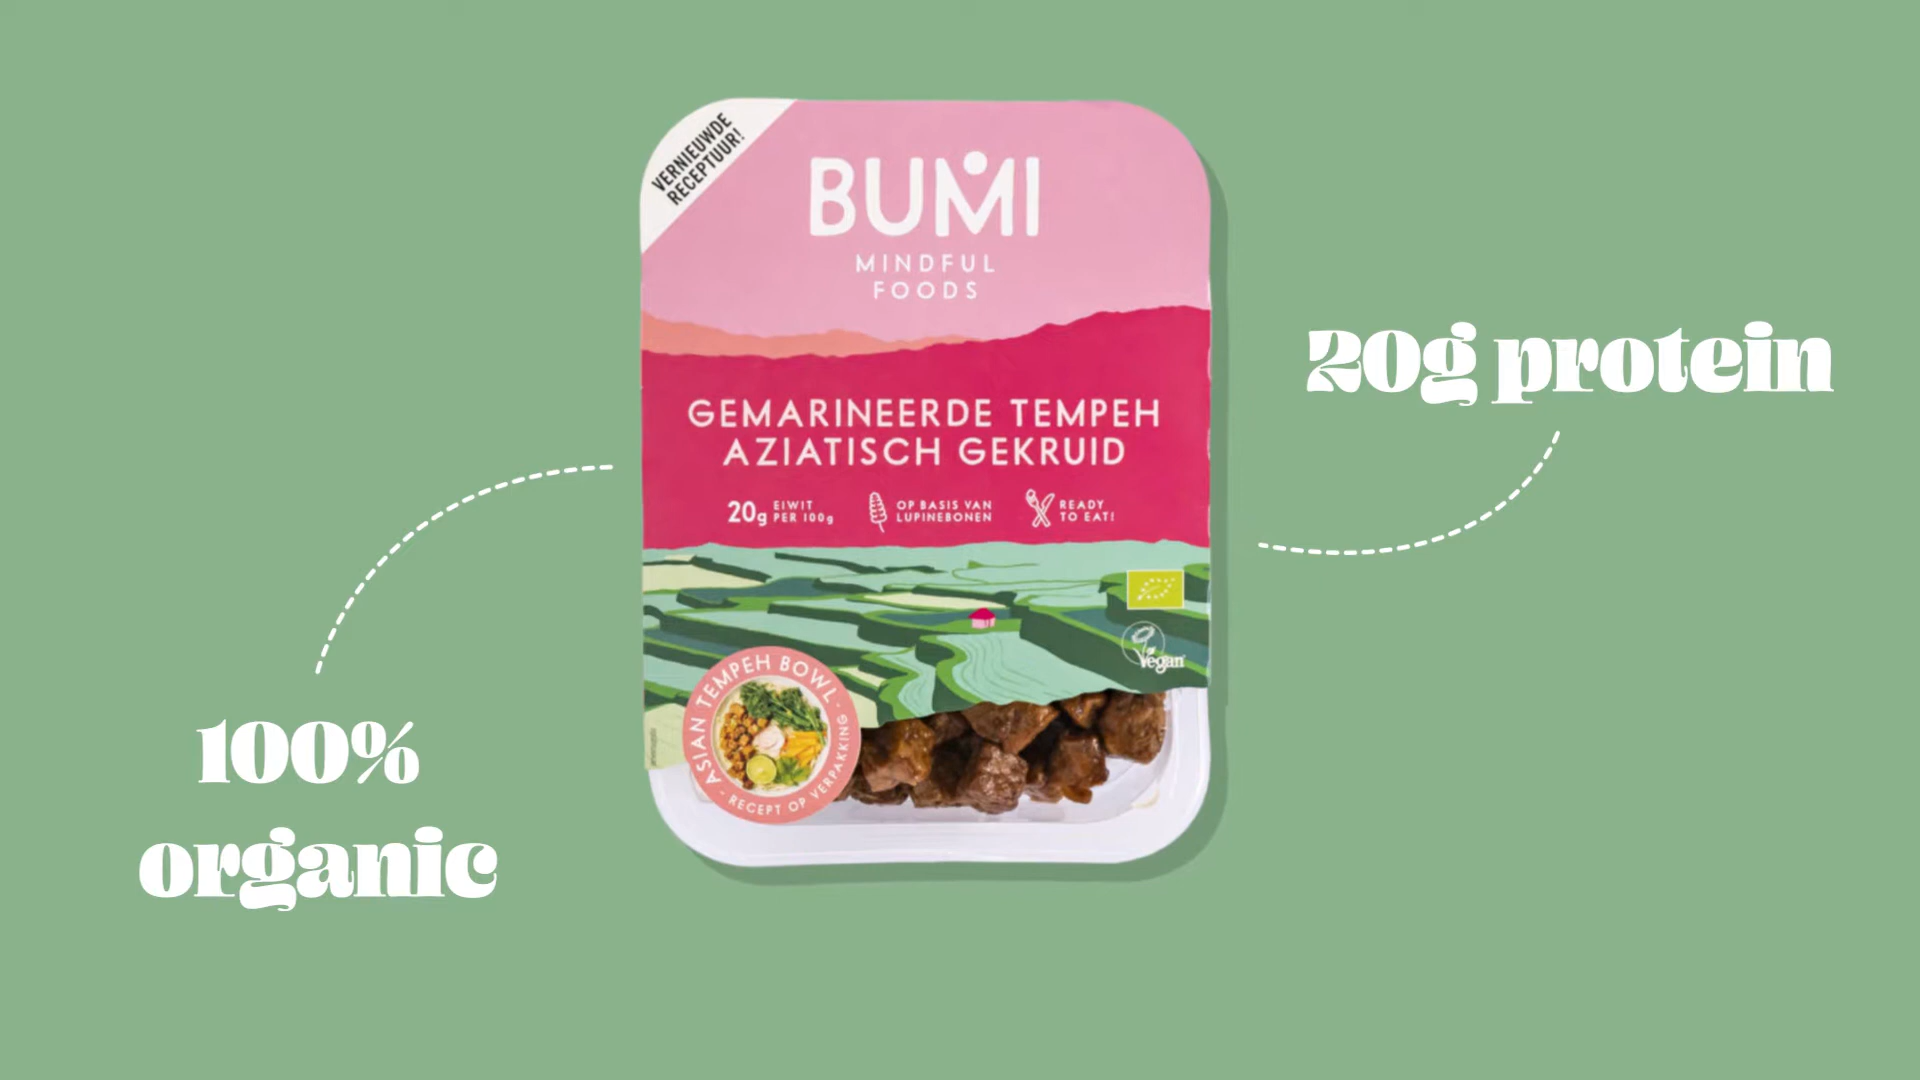 VERNIEUWDE
RECEPTUUR!
BUMI
MINDFUL
FOODS
20g protein
GEMARINEERDE TEMPEH
AZIATISCH GEKRUID
20g EIWIT
PER 100g
OP BASIS VAN
LUPINEBONEN
READY
TO EAT!
Vegan
ASIAN TEMPEH BOWL
- RECEPT OP VERPAKKING -
100%
organic